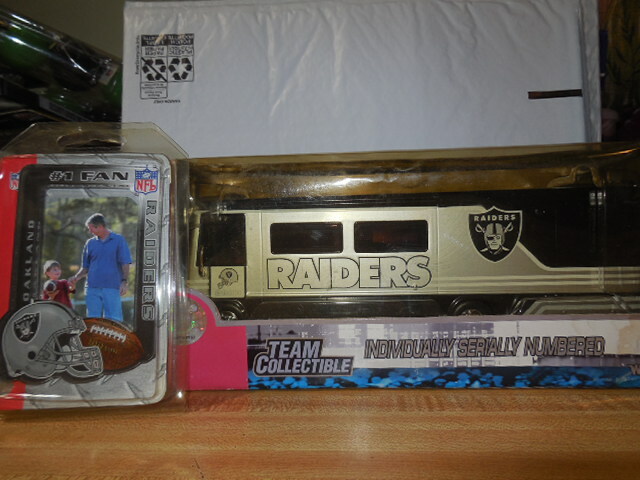 #1 FAN
NFL
OAKLAND
RAIDERS
RAIDERS
RAIDERS
TEAM
COLLECTIBLE
INDIVIDUALLY SERIALLY NUMBERED